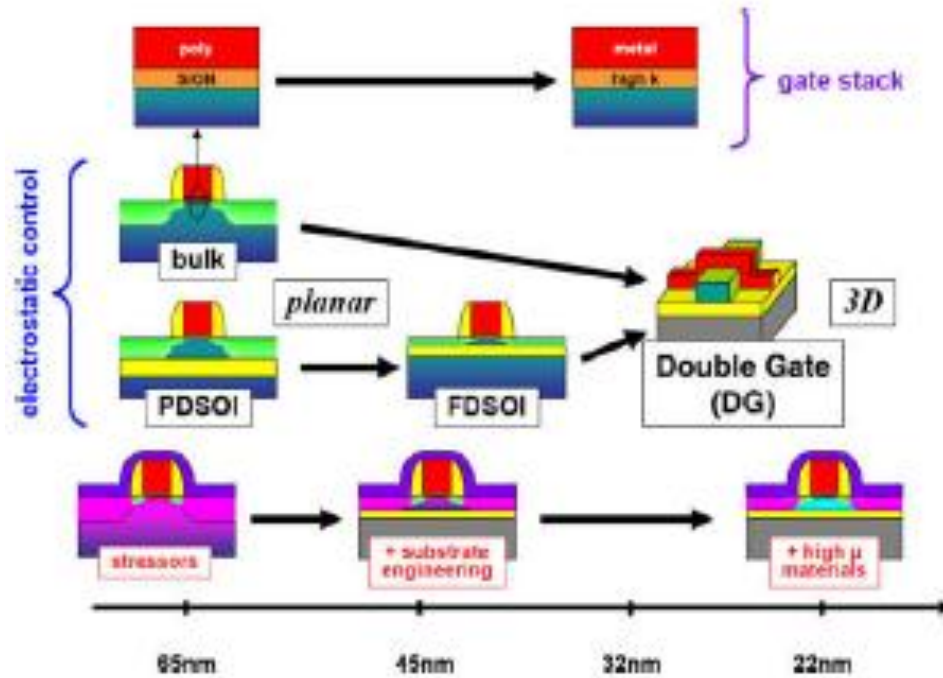 poly
metal
SiON
high k
gate stack
electrostatic control
bulk
planar
3D
PDSOI
FDSOI
Double Gate
(DG)
stressors
+ substrate
engineering
+ high μ
materials
65nm
45nm
32nm
22nm